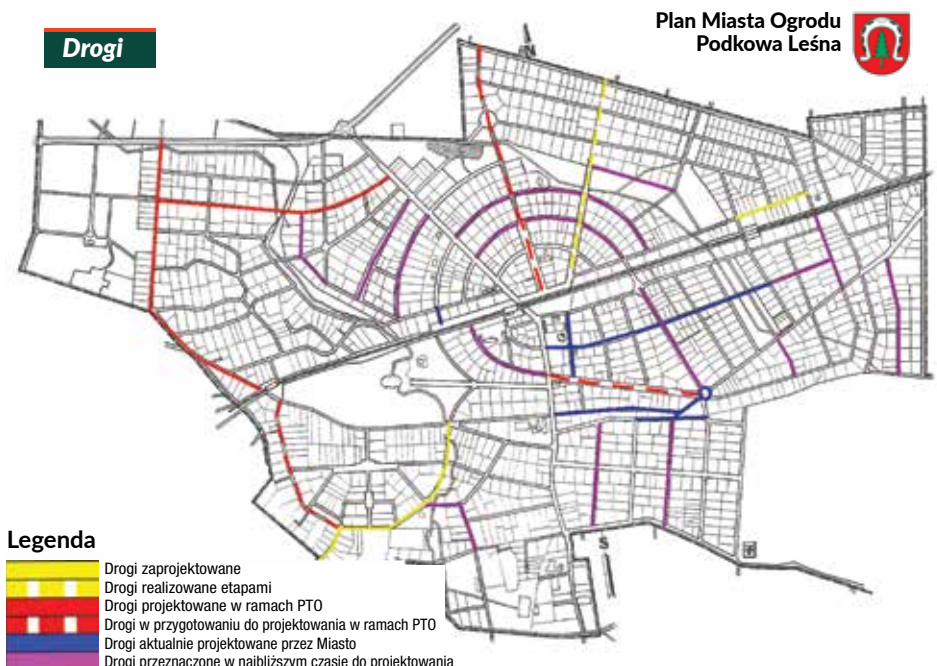 Drogi
Plan Miasta Ogrodu
Podkowa Leśna
N
S
Legenda
Drogi zaprojektowane
Drogi realizowane etapami
Drogi projektowane w ramach PTO
Drogi w przygotowaniu do projektowania w ramach PTO
Drogi aktualnie projektowane przez Miasto
Drogi przeznaczone w najbliższym czasie do projektowania